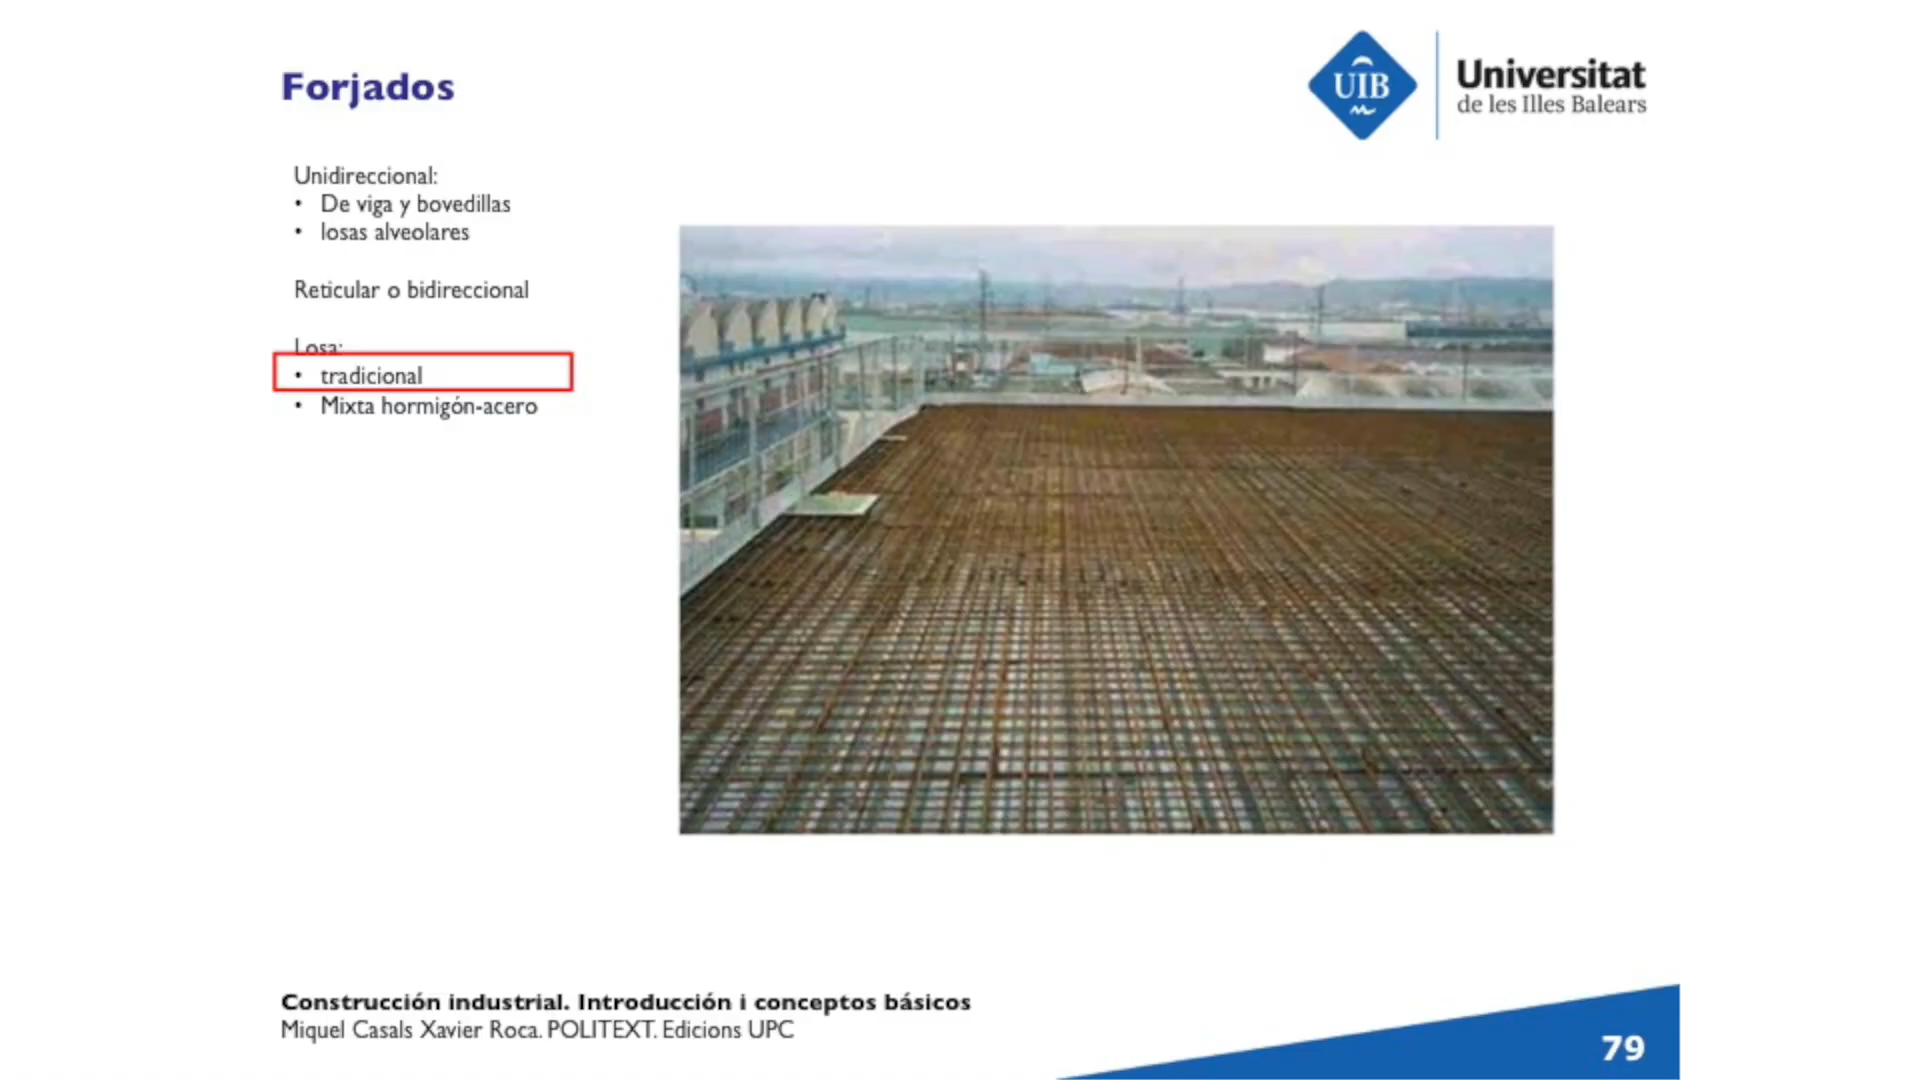 Forjados
UIB
Universitat
de les Illes Balears
Unidireccional:
• De viga y bovedillas
• losas alveolares
Reticular o bidireccional
Losa:
• tradicional
• Mixta hormigón-acero
Construcción industrial. Introducción i conceptos básicos
Miquel Casals Xavier Roca. POLITEXT. Edicions UPC
79